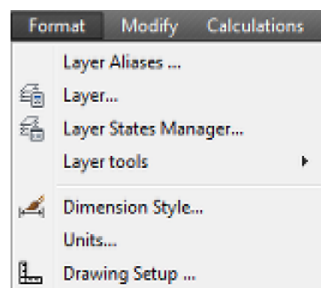 Format Modify Calculations
Layer Aliases ...
Layer...
Layer States Manager...
Layer tools
Dimension Style...
Units...
Drawing Setup ...